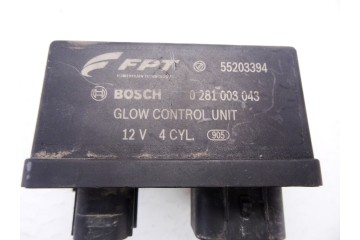 FPT 55203394
BOSCH 0 281 003 043
GLOW CONTROL UNIT
12 V 4 CYL. 905